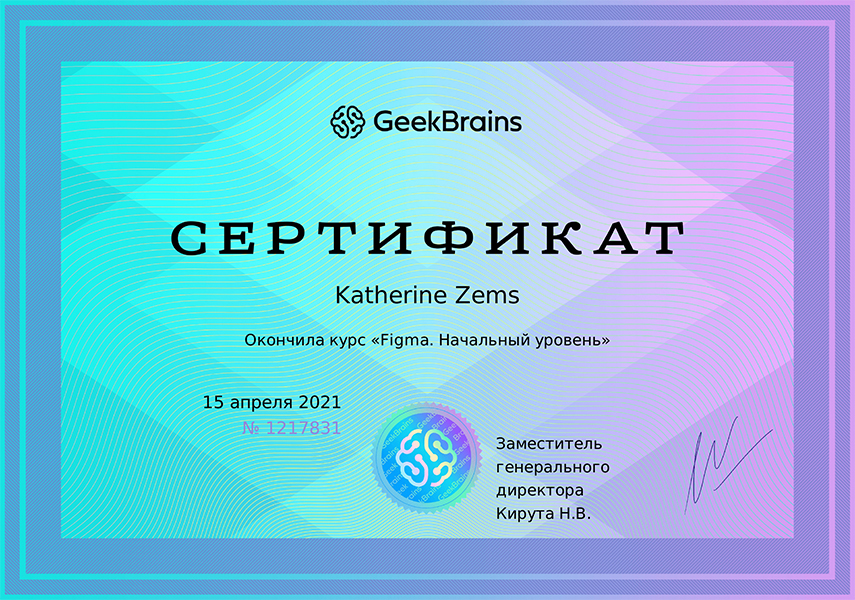 GeekBrains
СЕРТИФИКАТ
Katherine Zems
Окончила курс «Figma. Начальный уровень»
15 апреля 2021
№ 1217831
Заместитель
генерального
директора
Кирута Н.В.